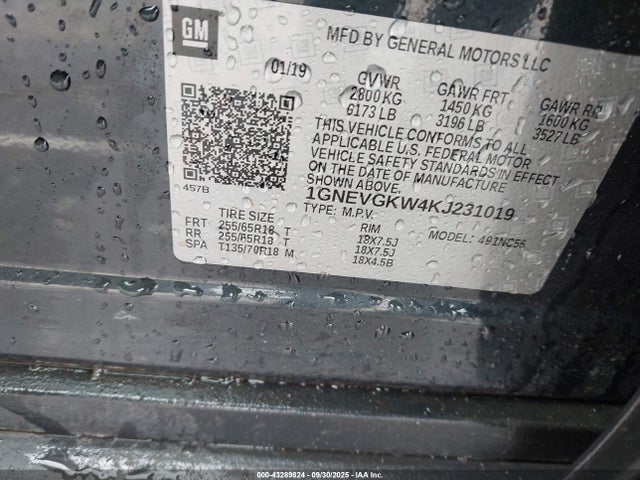 GM
MFD BY GENERAL MOTORS LLC
01/19
GVWR
2800 KG
6173 LB
GAWR FRT
1450 KG
3196 LB
GAWR RR
1600 KG
3527 LB
THIS VEHICLE CONFORMS TO ALL
APPLICABLE U.S. FEDERAL MOTOR
VEHICLE SAFETY STANDARDS IN EFFECT
ON THE DATE OF MANUFACTURE
SHOWN ABOVE.
457B
1GNEVGKW4KJ231019
TYPE: M.P.V.
MODEL: 491NC56
TIRE SIZE
RIM
FRT 255/65R18 T 18X7.5J
RR 255/65R18 T 18X7.5J
SPA T135/70R18 M 18X4.5B
000-43289824 - 09/30/2025 - IAA, Inc.